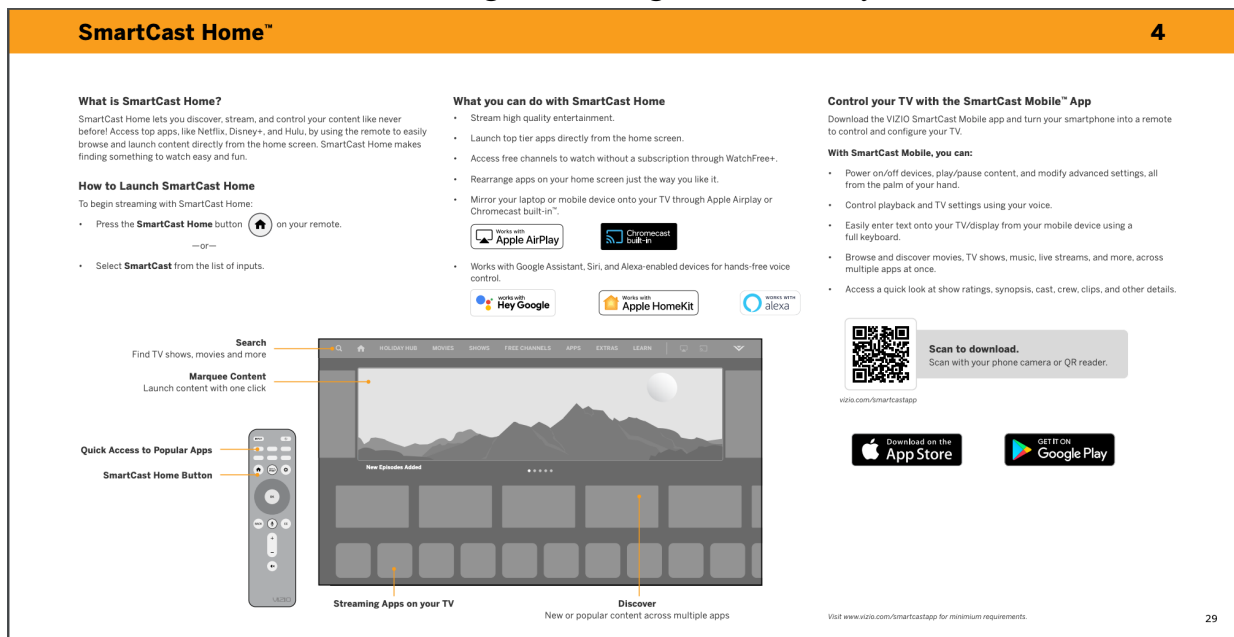 SmartCast Home™
4
What is SmartCast Home?
SmartCast Home lets you discover, stream, and control your content like never
before! Access top apps, like Netflix, Disney+, and Hulu, by using the remote to easily
browse and launch content directly from the home screen. SmartCast Home makes
finding something to watch easy and fun.
How to Launch SmartCast Home
To begin streaming with SmartCast Home:
• Press the SmartCast Home button on your remote.
—or—
• Select SmartCast from the list of inputs.
What you can do with SmartCast Home
• Stream high quality entertainment.
• Launch top tier apps directly from the home screen.
• Access free channels to watch without a subscription through WatchFree+.
• Rearrange apps on your home screen just the way you like it.
• Mirror your laptop or mobile device onto your TV through Apple Airplay or
Chromecast built-in™.
Works with
Apple AirPlay
Chromecast
built-in
• Works with Google Assistant, Siri, and Alexa-enabled devices for hands-free voice
control.
works with
Hey Google
Works with
Apple HomeKit
WORKS WITH
alexa
Control your TV with the SmartCast Mobile™ App
Download the VIZIO SmartCast Mobile app and turn your smartphone into a remote
to control and configure your TV.
With SmartCast Mobile, you can:
• Power on/off devices, play/pause content, and modify advanced settings, all
from the palm of your hand.
• Control playback and TV settings using your voice.
• Easily enter text onto your TV/display from your mobile device using a
full keyboard.
• Browse and discover movies, TV shows, music, live streams, and more, across
multiple apps at once.
• Access a quick look at show ratings, synopsis, cast, crew, clips, and other details.
Scan to download.
Scan with your phone camera or QR reader.
vizio.com/smartcastapp
Download on the
App Store
GET IT ON
Google Play
Search
Find TV shows, movies and more
Marquee Content
Launch content with one click
Quick Access to Popular Apps
SmartCast Home Button
HOLIDAY HUB MOVIES SHOWS FREE CHANNELS APPS EXTRAS LEARN
New Episodes Added
VIZIO
Streaming Apps on your TV
Discover
New or popular content across multiple apps
Visit www.vizio.com/smartcastapp for minimium requirements.
29